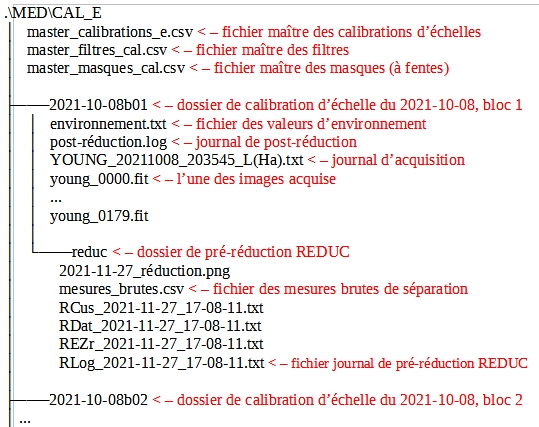 .\MED\CAL_E
master_calibrations_e.csv < – fichier maître des calibrations d’échelles
master_filtres_cal.csv < – fichier maître des filtres
master_masques_cal.csv < – fichier maître des masques (à fentes)
2021-10-08b01 < – dossier de calibration d’échelle du 2021-10-08, bloc 1
environnement.txt < – fichier des valeurs d’environnement
post-réduction.log < – journal de post-réduction
YOUNG_20211008_203545_L(Ha).txt < – journal d’acquisition
young_0000.fit < – l’une des images acquise
...
young_0179.fit
reduc < – dossier de pré-réduction REDUC
2021-11-27_réduction.png
mesures_brutes.csv < – fichier des mesures brutes de séparation
RCus_2021-11-27_17-08-11.txt
RDat_2021-11-27_17-08-11.txt
REZr_2021-11-27_17-08-11.txt
RLog_2021-11-27_17-08-11.txt < – fichier journal de pré-réduction REDUC
2021-10-08b02 < – dossier de calibration d’échelle du 2021-10-08, bloc 2
...